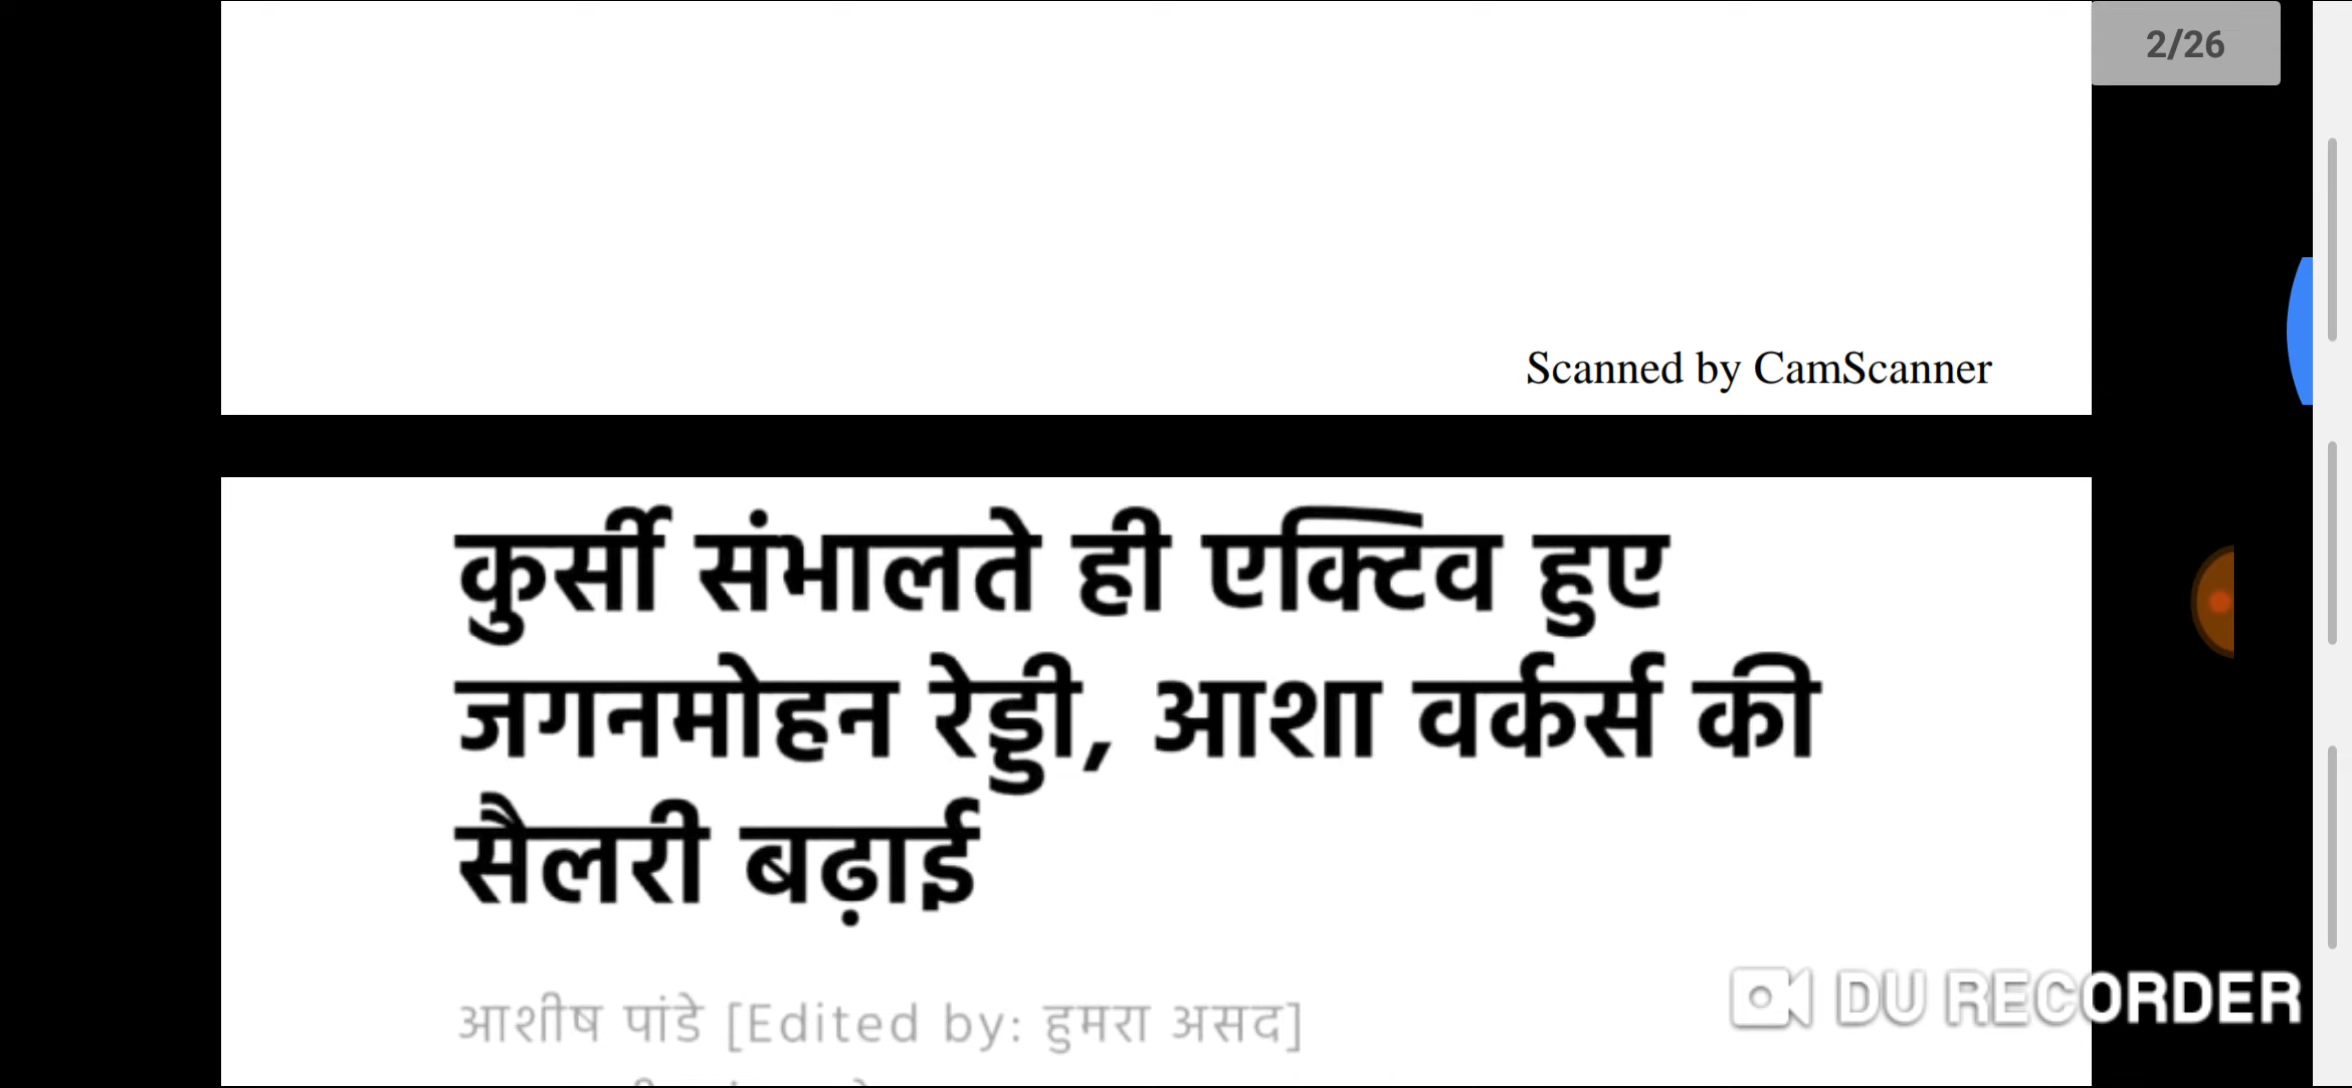 2/26
Scanned by CamScanner
कुर्सी संभालते ही एक्टिव हुए
जगनमोहन रेड्डी, आशा वर्कर्स की
सैलरी बढ़ाई
आशीष पांडे [Edited by: हुमरा असद]
DU RECORDER